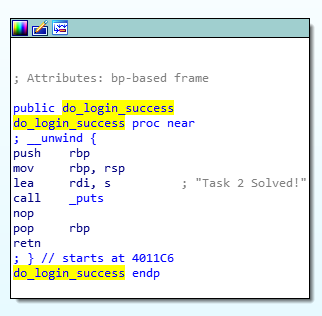 ; Attributes: bp-based frame
public do_login_success
do_login_success proc near
; __unwind {
push rbp
mov rbp, rsp
lea rdi, s ; "Task 2 Solved!"
call _puts
nop
pop rbp
retn
; } // starts at 4011C6
do_login_success endp